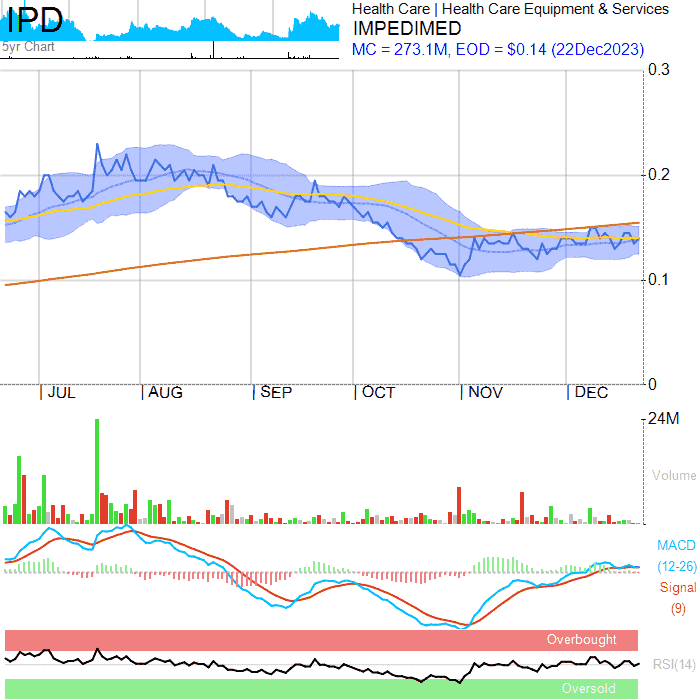 IPD
5yr Chart
Health Care | Health Care Equipment & Services
IMPEDIMED
MC = 273.1M, EOD = $0.14 (22Dec2023)
0.3
0.2
0.1
0
| JUL | AUG | SEP | OCT | NOV | DEC
24M
Volume
MACD
(12-26)
Signal
(9)
Overbought
RSI(14)
Oversold